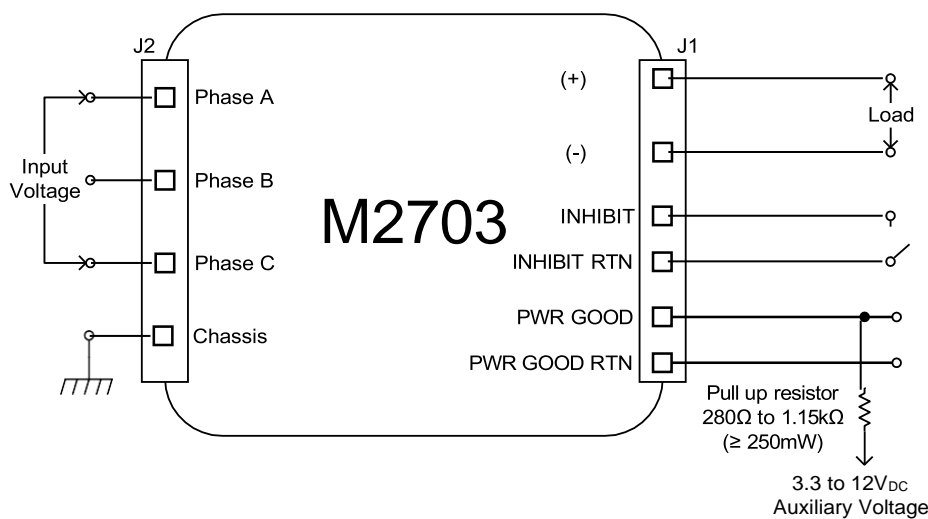 J2
J1
Phase A
(+)
Load
Input
Voltage
Phase B
(-)
M2703
INHIBIT
Phase C
INHIBIT RTN
PWR GOOD
Chassis
PWR GOOD RTN
Pull up resistor
280Ω to 1.15kΩ
(≥ 250mW)
3.3 to 12VDC
Auxiliary Voltage